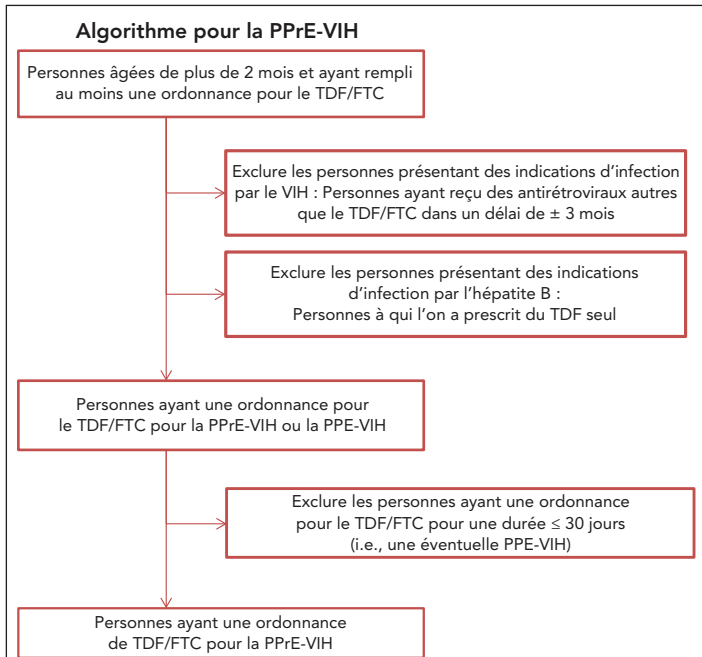 Algorithme pour la PPrE-VIH
Personnes âgées de plus de 2 mois et ayant rempli
au moins une ordonnance pour le TDF/FTC
Exclure les personnes présentant des indications d’infection
par le VIH : Personnes ayant reçu des antirétroviraux autres
que le TDF/FTC dans un délai de ± 3 mois
Exclure les personnes présentant des indications
d’infection par l’hépatite B :
Personnes à qui l’on a prescrit du TDF seul
Personnes ayant une ordonnance pour
le TDF/FTC pour la PPrE-VIH ou la PPE-VIH
Exclure les personnes ayant une ordonnance
pour le TDF/FTC pour une durée ≤ 30 jours
(i.e., une éventuelle PPE-VIH)
Personnes ayant une ordonnance
de TDF/FTC pour la PPrE-VIH